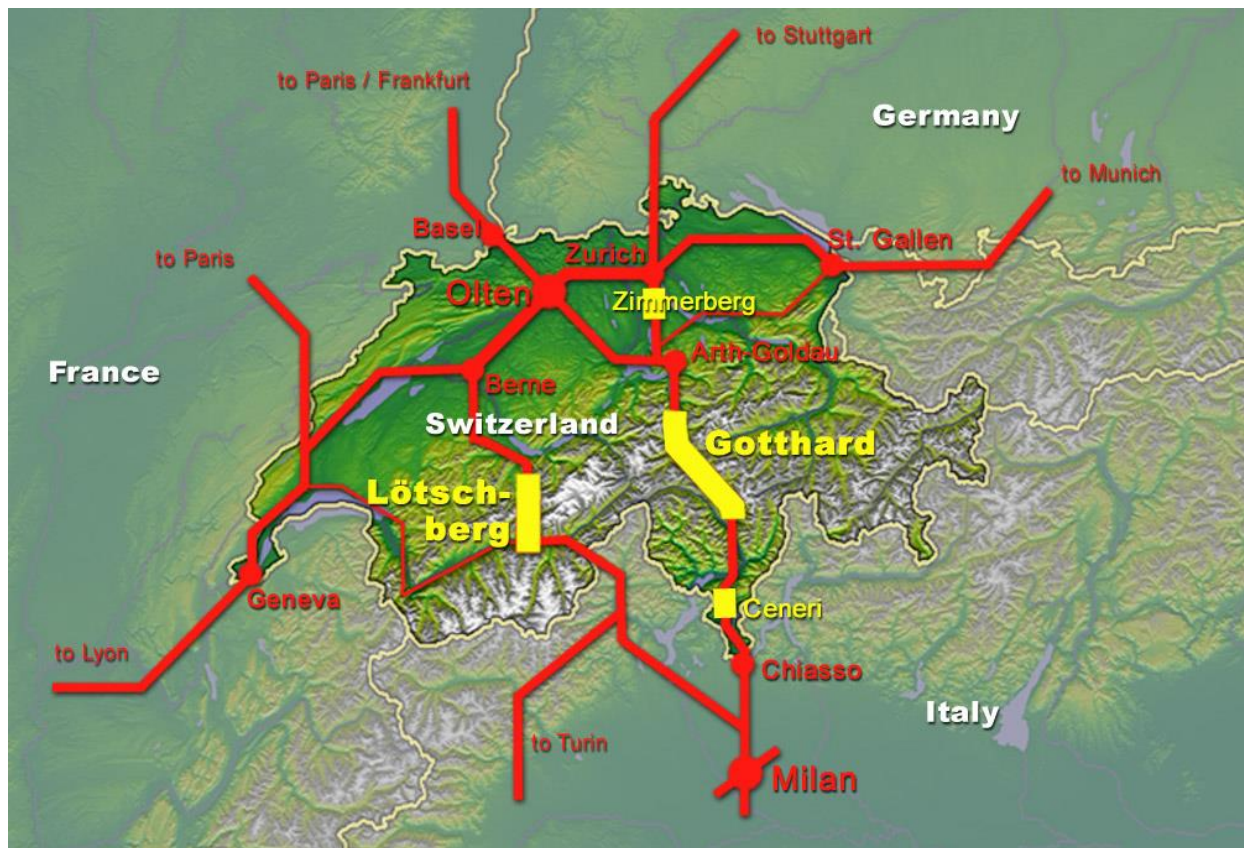 to Stuttgart
to Paris / Frankfurt
Germany
to Munich
Basel
Zurich
St. Gallen
to Paris
Olten
Zimmerberg
Arth-Goldau
France
Berne
Switzerland
Gotthard
Lötsch-
berg
Geneva
Ceneri
to Lyon
Chiasso
Italy
to Turin
Milan